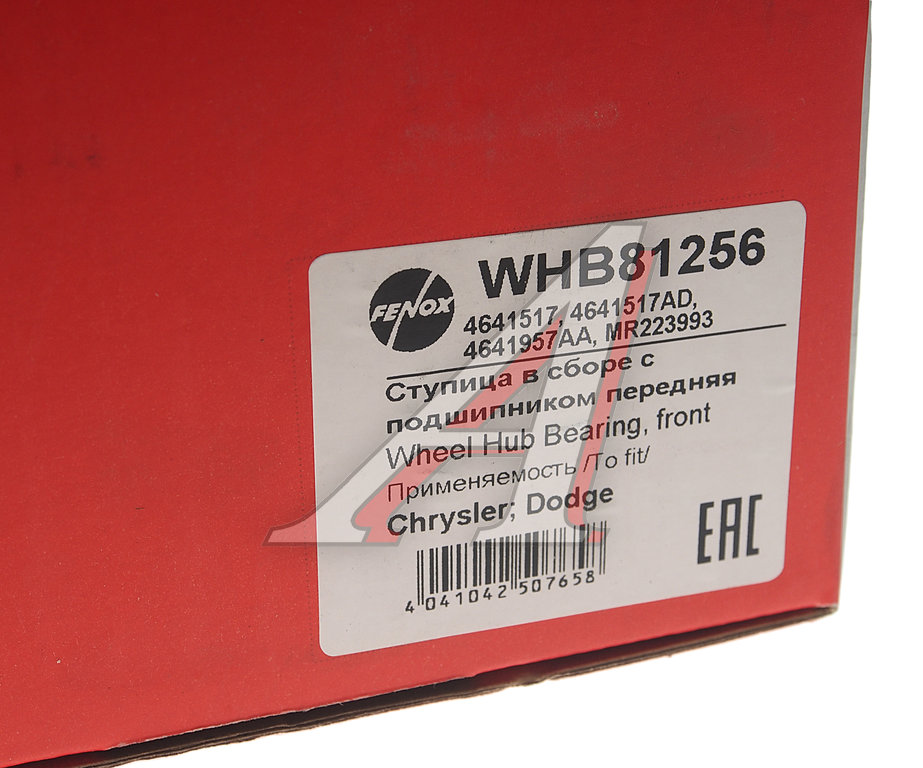 FENOX
WHB81256
4641517, 4641517AD,
4641957AA, MR223993
Ступица в сборе с
подшипником передняя
Wheel Hub Bearing, front
Применяемость /To fit/
Chrysler; Dodge
EAC
4 041042 507658